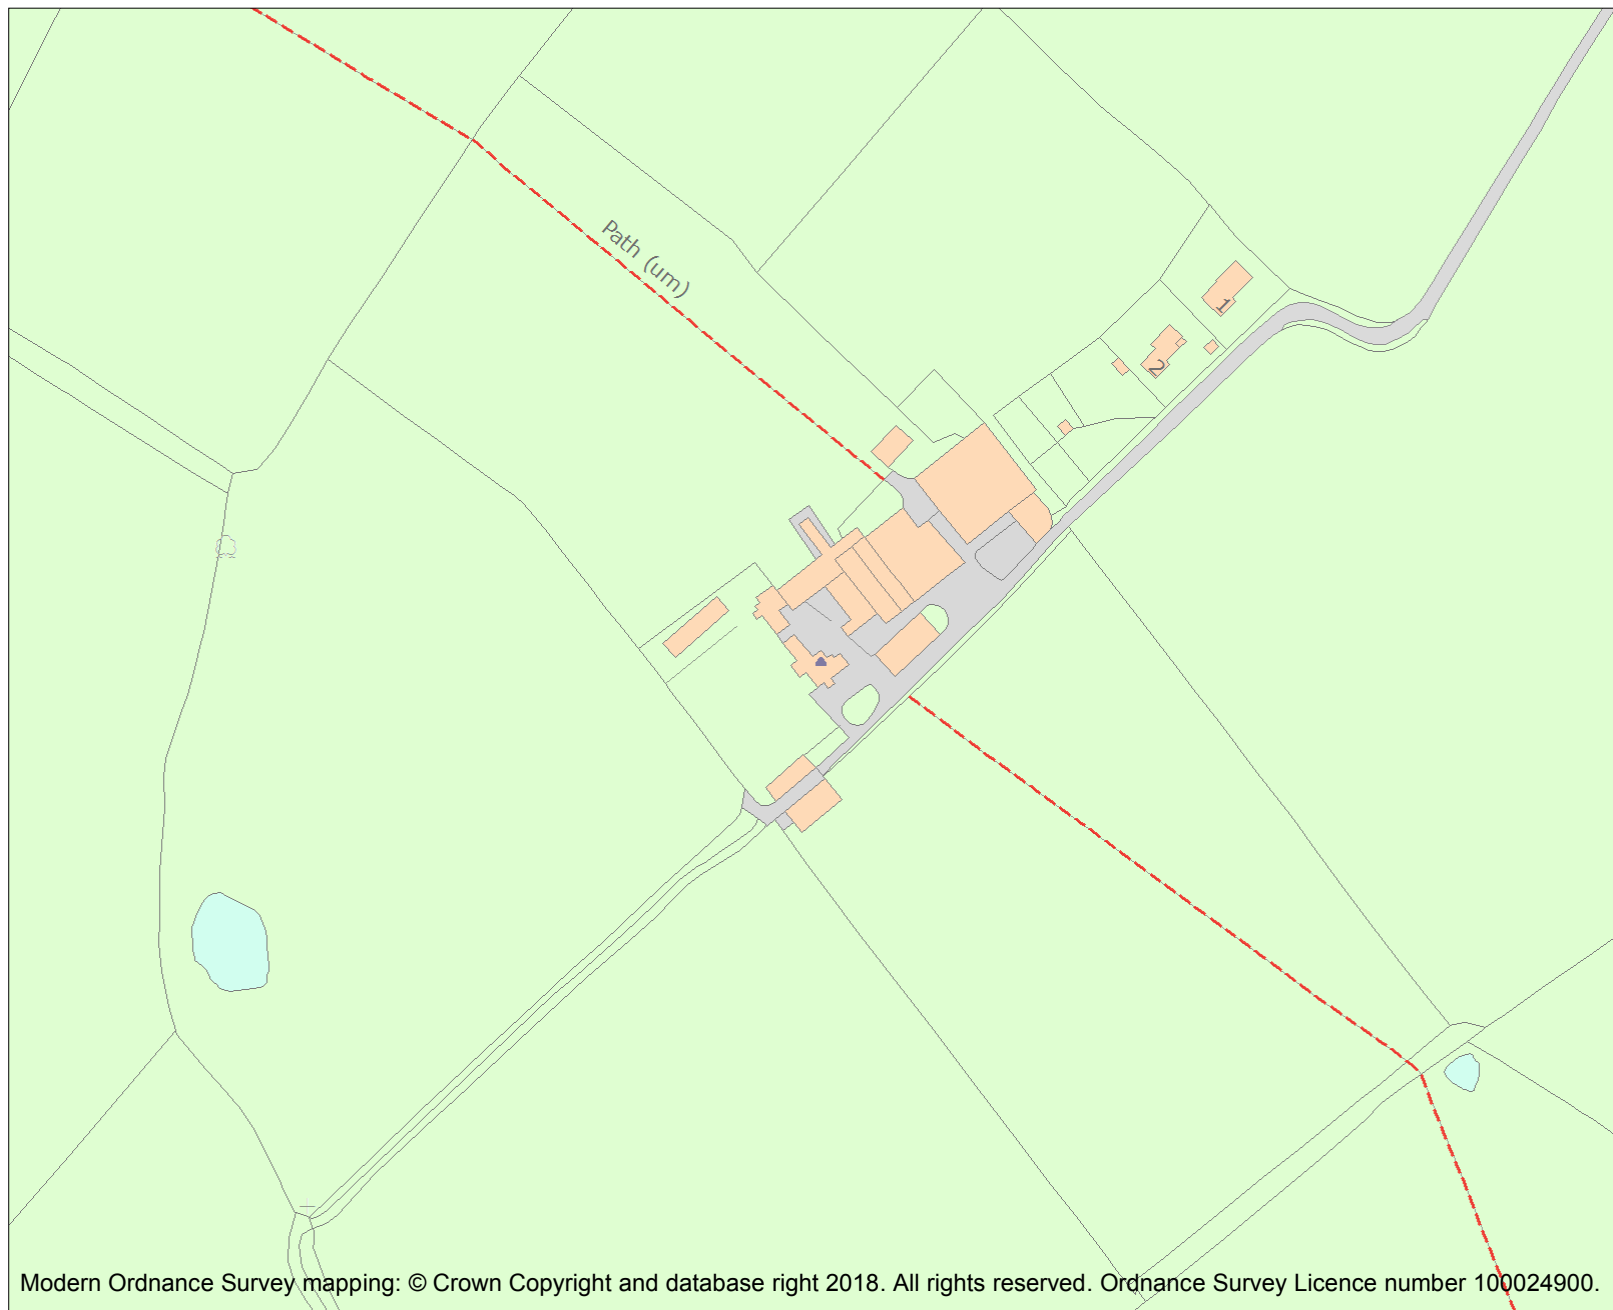 Path (um)
1
2
Modern Ordnance Survey mapping: © Crown Copyright and database right 2018. All rights reserved. Ordnance Survey Licence number 100024900.